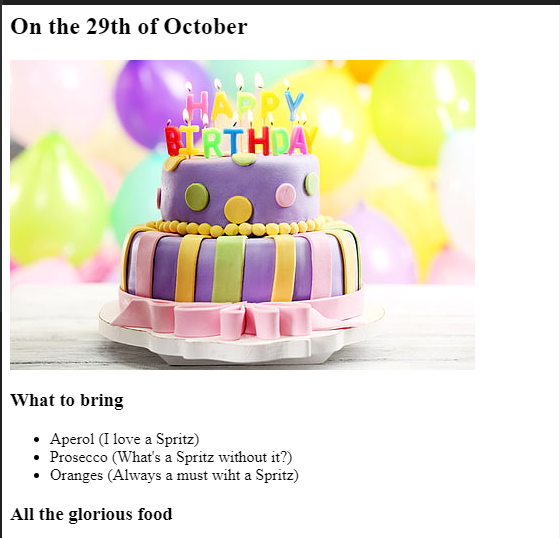 On the 29th of October
HAPPY
BIRTHDAY
What to bring
Aperol (I love a Spritz)
Prosecco (What's a Spritz without it?)
Oranges (Always a must wiht a Spritz)
All the glorious food